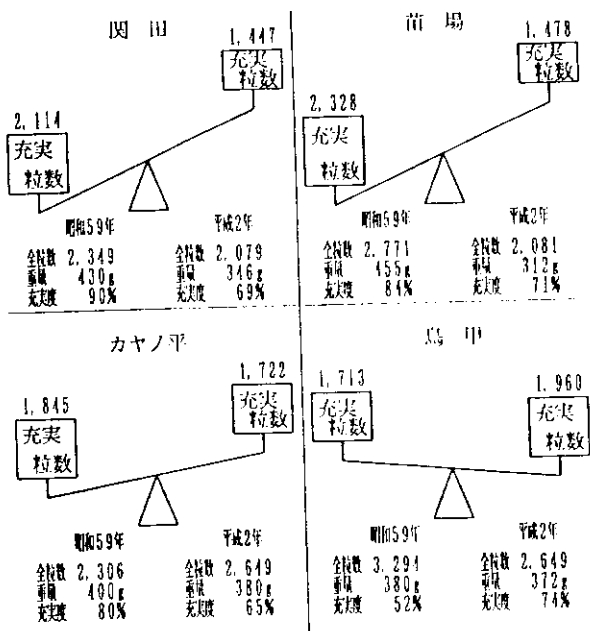 関田
1,447
充実
粒数
2,114
充実
粒数
昭和59年 平成2年
全粒数 2,349 全粒数 2,079
重量 430g 重量 346g
充実度 90% 充実度 69%
苗場
1,478
充実
粒数
2,328
充実
粒数
昭和59年 平成2年
全粒数 2,771 全粒数 2,081
重量 455g 重量 312g
充実度 84% 充実度 71%
カヤノ平
1,722
充実
粒数
1,845
充実
粒数
昭和59年 平成2年
全粒数 2,306 全粒数 2,649
重量 400g 重量 380g
充実度 80% 充実度 65%
鳥甲
1,713
充実
粒数
1,960
充実
粒数
昭和59年 平成2年
全粒数 3,294 全粒数 2,649
重量 380g 重量 372g
充実度 52% 充実度 74%